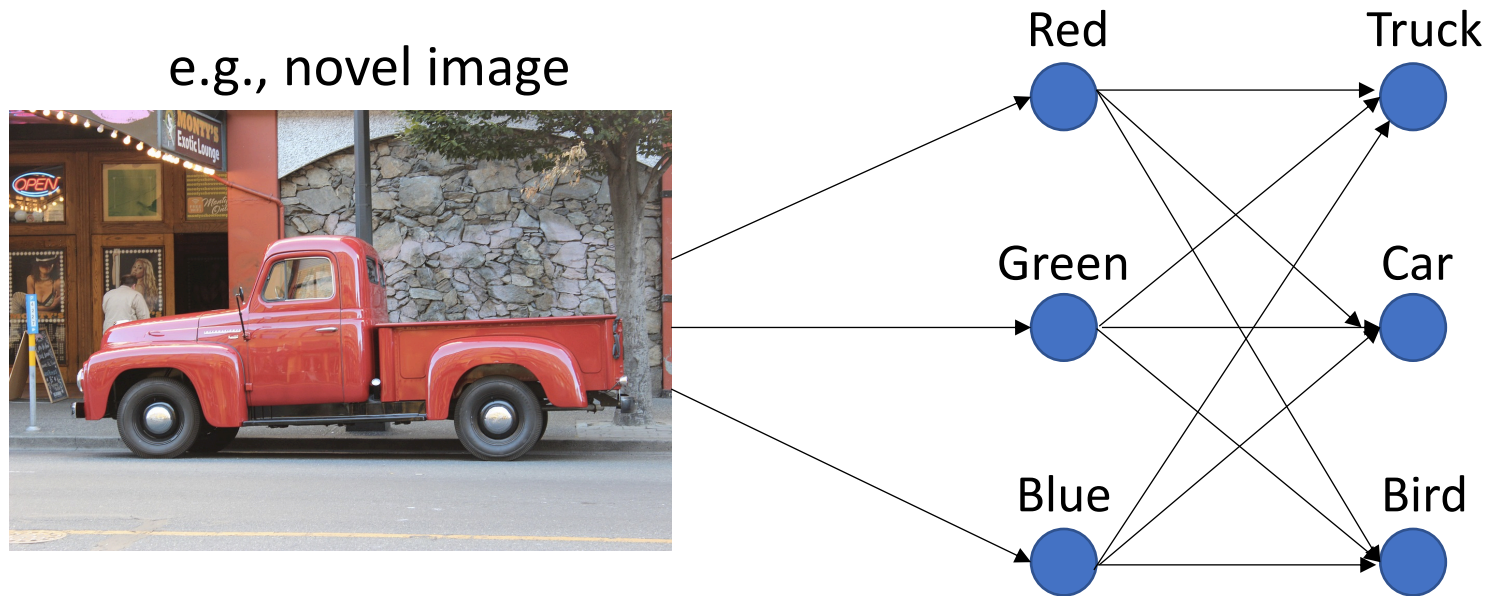 e.g., novel image
MONTY'S
Exotic Lounge
OPEN
Red
Truck
Green
Car
Blue
Bird